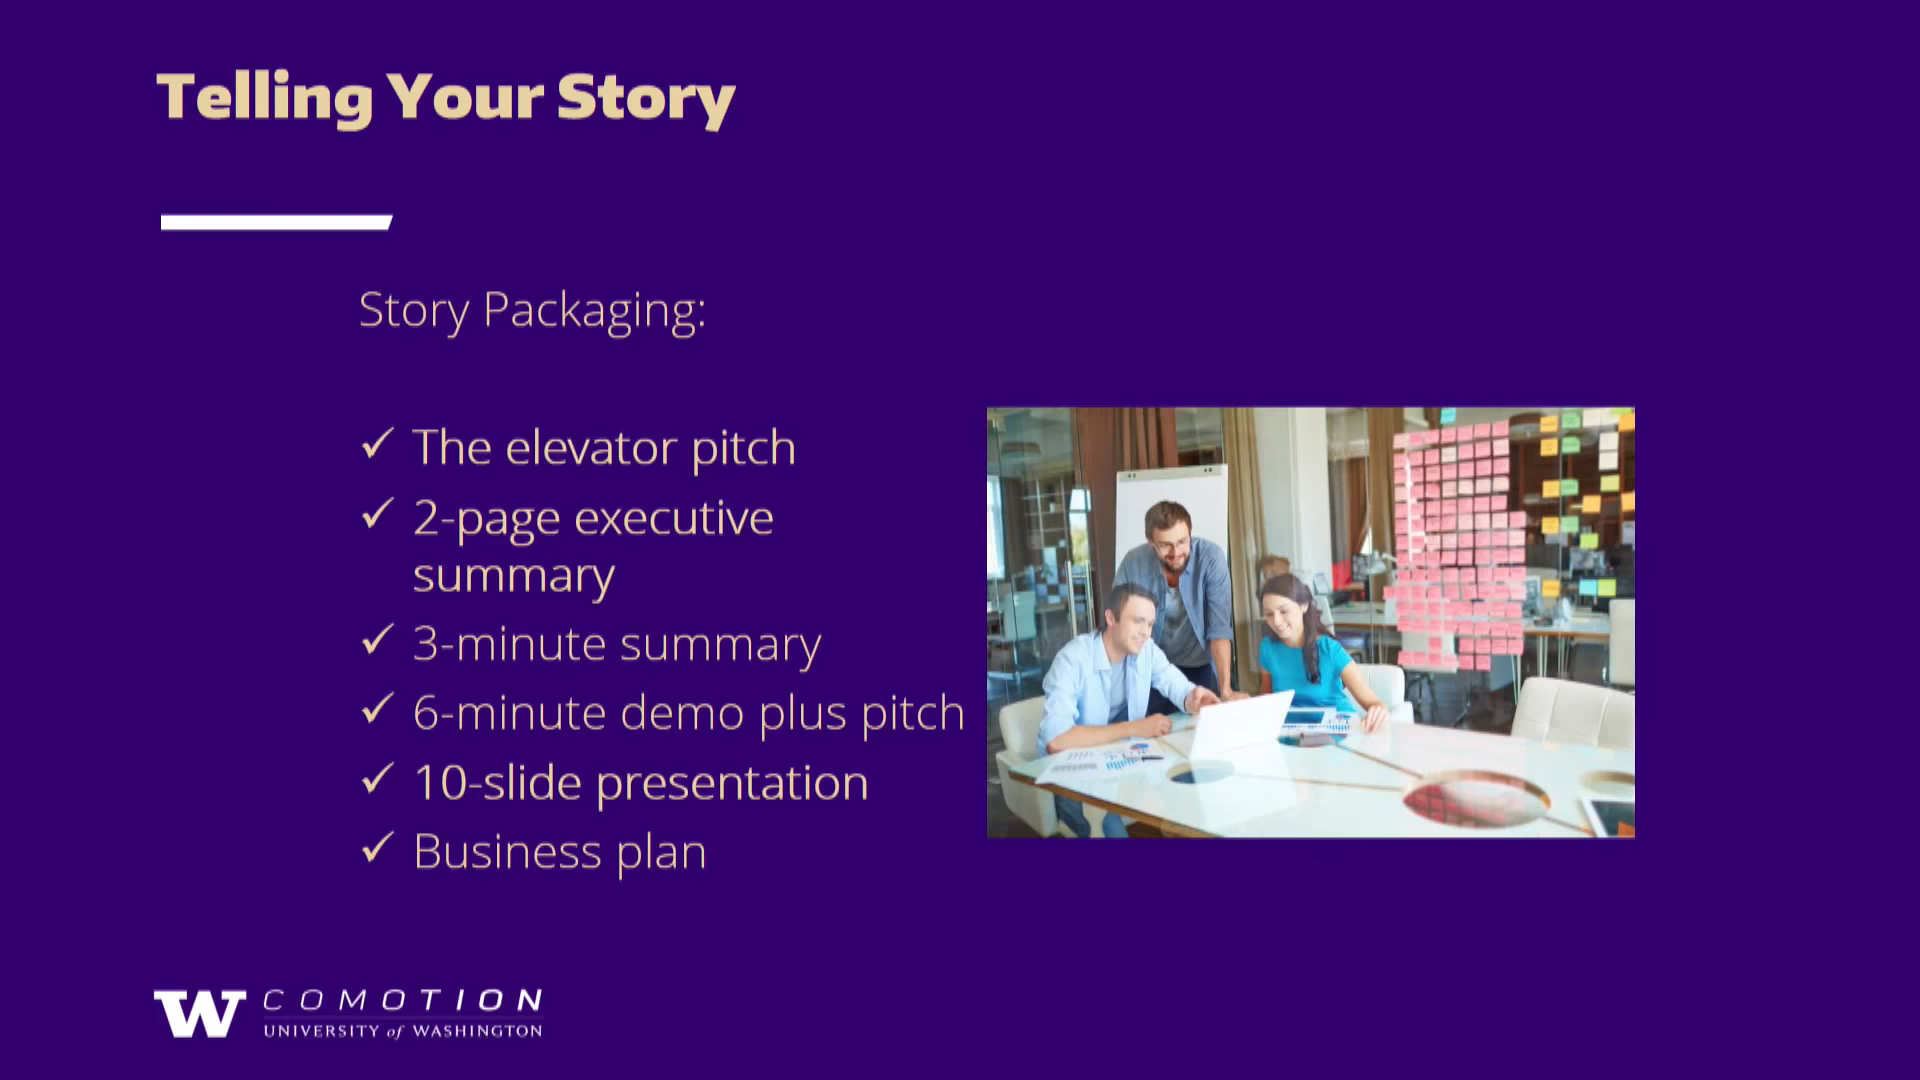 Telling Your Story
Story Packaging:
✓ The elevator pitch
✓ 2-page executive
summary
✓ 3-minute summary
✓ 6-minute demo plus pitch
✓ 10-slide presentation
✓ Business plan
W COMOTION
UNIVERSITY of WASHINGTON